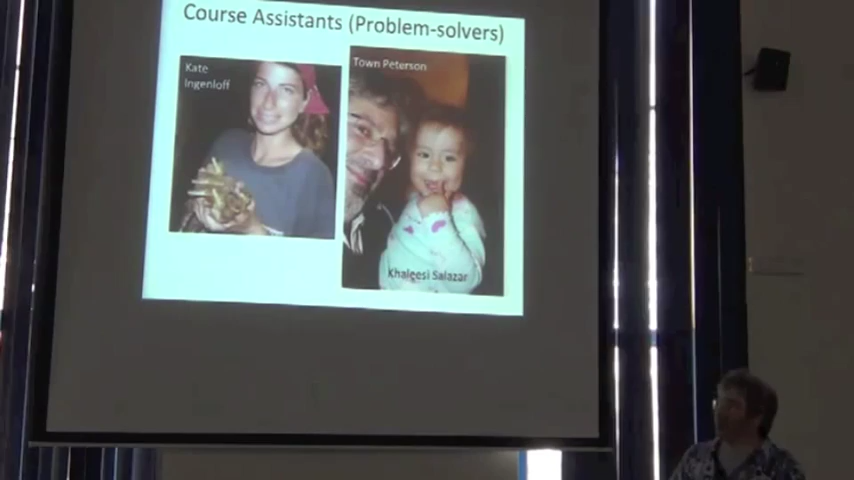 Course Assistants (Problem-solvers)
Kate
Ingenloff
Town Peterson
Khaleesi Salazar